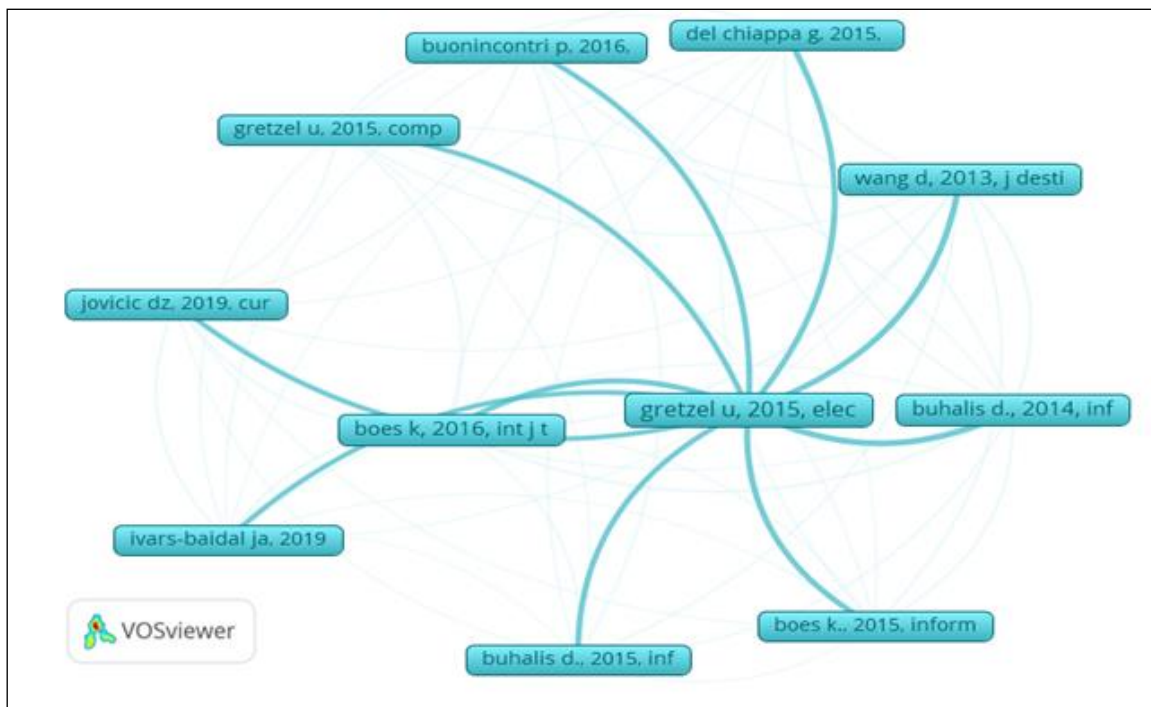 del chiappa g, 2015,
buonincontri p, 2016,
gretzel u, 2015, comp
wang d, 2013, j desti
jovicic dz, 2019, cur
gretzel u, 2015, elec
buhalis d., 2014, inf
boes k, 2016, int j t
ivars-baidal ja, 2019
boes k., 2015, inform
VOSviewer
buhalis d., 2015, inf